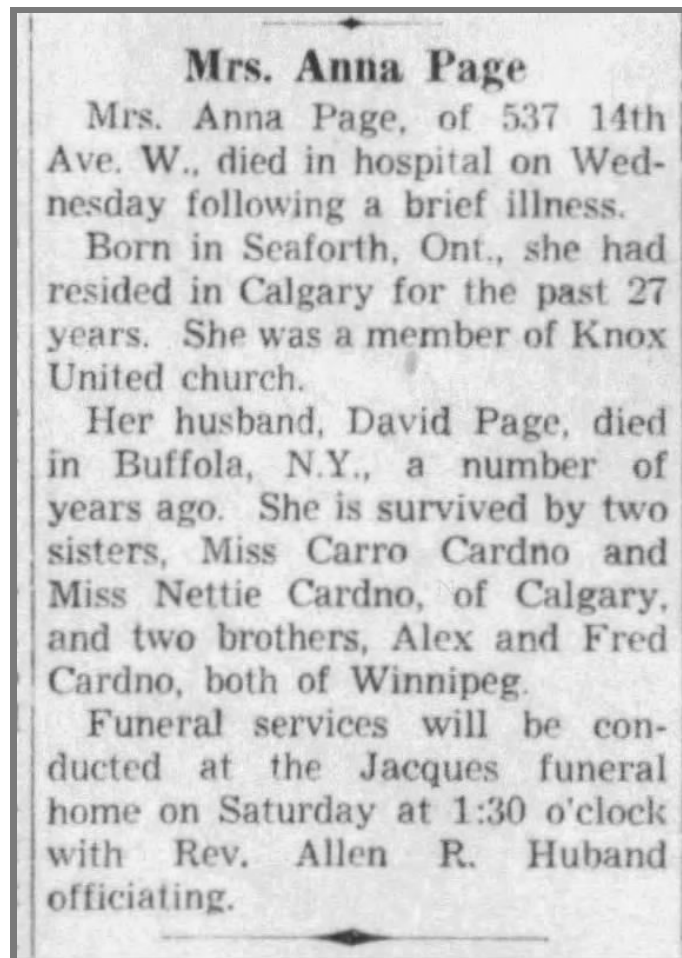 Mrs. Anna Page
Mrs. Anna Page, of 537 14th
Ave. W., died in hospital on Wed-
nesday following a brief illness.
Born in Seaforth, Ont., she had
resided in Calgary for the past 27
years. She was a member of Knox
United church.
Her husband, David Page, died
in Buffola, N.Y., a number of
years ago. She is survived by two
sisters, Miss Carro Cardno and
Miss Nettie Cardno, of Calgary,
and two brothers, Alex and Fred
Cardno, both of Winnipeg.
Funeral services will be con-
ducted at the Jacques funeral
home on Saturday at 1:30 o'clock
with Rev. Allen R. Huband
officiating.